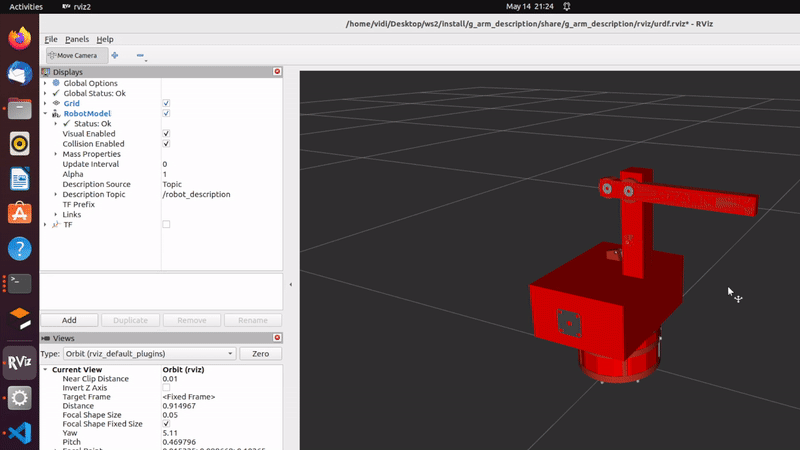 Activities rviz2 May 14 21:24
/home/vidi/Desktop/ws2/install/g_arm_description/share/g_arm_description/rviz/urdf.rviz* - RViz
File Panels Help
Move Camera
Displays
Global Options
Global Status: Ok
Grid
RobotModel
Status: Ok
Visual Enabled
Collision Enabled
Mass Properties
Update Interval 0
Alpha 1
Description Source Topic
Description Topic /robot_description
TF Prefix
Links
TF
Add Duplicate Remove Rename
Views
Type: Orbit (rviz_default_plugins) Zero
Current View Orbit (rviz)
Near Clip Distance 0.01
Invert Z Axis
Target Frame <Fixed Frame>
Distance 0.914967
Focal Shape Size 0.05
Focal Shape Fixed Size
Yaw 5.11
Pitch 0.469796
RViz